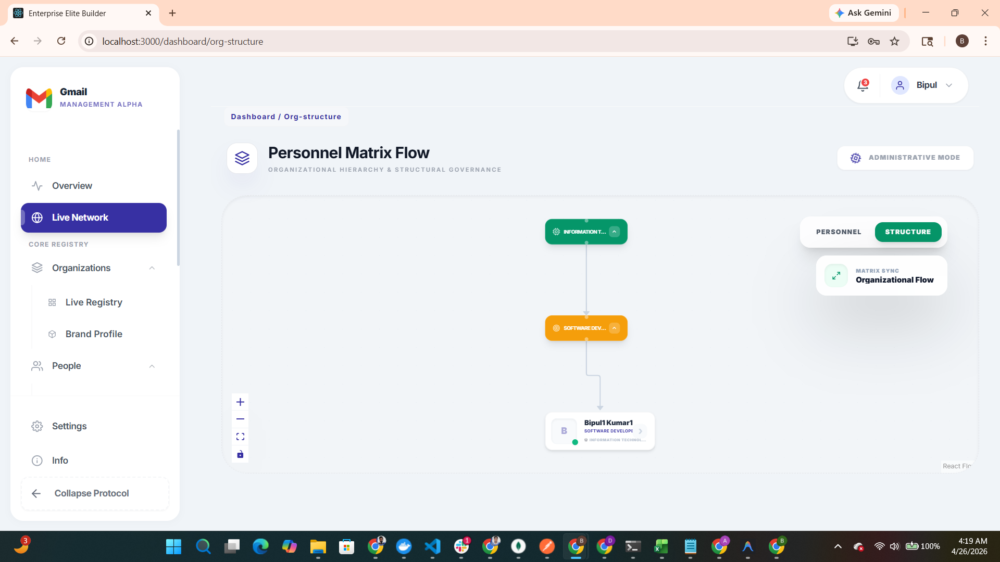 Enterprise Elite Builder
Ask Gemini
localhost:3000/dashboard/org-structure
B
Gmail
MANAGEMENT ALPHA
3
Bipul
Dashboard / Org-structure
Personnel Matrix Flow
ORGANIZATIONAL HIERARCHY & STRUCTURAL GOVERNANCE
ADMINISTRATIVE MODE
HOME
Overview
Live Network
CORE REGISTRY
Organizations
Live Registry
Brand Profile
People
Settings
Info
Collapse Protocol
INFORMATION T...
PERSONNEL
STRUCTURE
MATRIX SYNC
Organizational Flow
SOFTWARE DEV...
B
Bipul1 Kumar1
SOFTWARE DEVELOPE
INFORMATION TECHNOL...
React Flo
3
1
B
D
A
B
100%
4:19 AM
4/26/2026